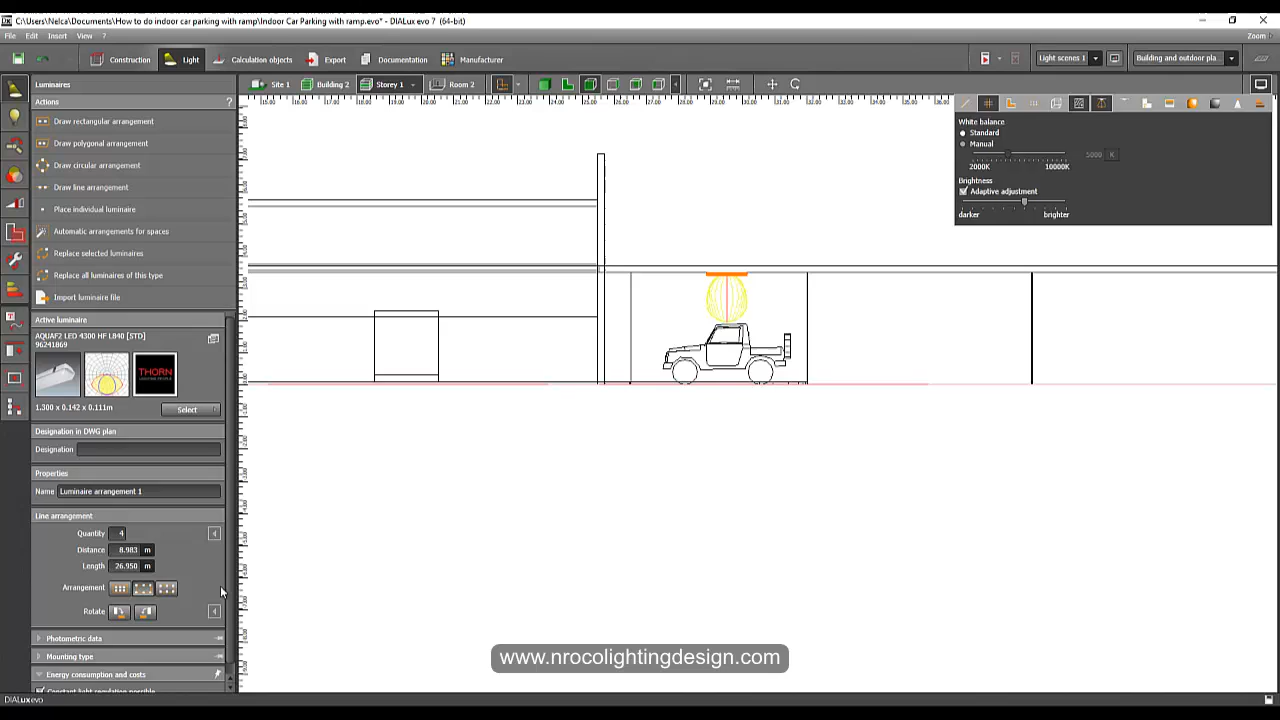 C:\Users\Nelca\Documents\How to do indoor car parking with ramp\Indoor Car Parking with ramp.evo* - DIALux evo 7  (64-bit)
File Edit Insert View ? Zoom
Construction Light Calculation objects Export Documentation Manufacturer Light scenes 1 Building and outdoor pla...
Luminaires Site 1 Building 2 Storey 1 Room 2
Actions ?
Draw rectangular arrangement
Draw polygonal arrangement
Draw circular arrangement
Draw line arrangement
Place individual luminaire
Automatic arrangements for spaces
Replace selected luminaires
Replace all luminaires of this type
Import luminaire file
White balance
Standard
Manual
5000 K
2000K 10000K
Brightness
Adaptive adjustment
darker brighter
Active luminaire
AQUAF2 LED 4300 HF L840 [STD]
96241869
THORN
1.300 x 0.142 x 0.111m Select
Designation in DWG plan
Designation
Properties
Name Luminaire arrangement 1
Line arrangement
Quantity 4
Distance 8.983 m
Length 26.950 m
Arrangement
Rotate
Photometric data
Mounting type
Energy consumption and costs
Constant light regulation possible
DIALux evo
www.nrocolightingdesign.com